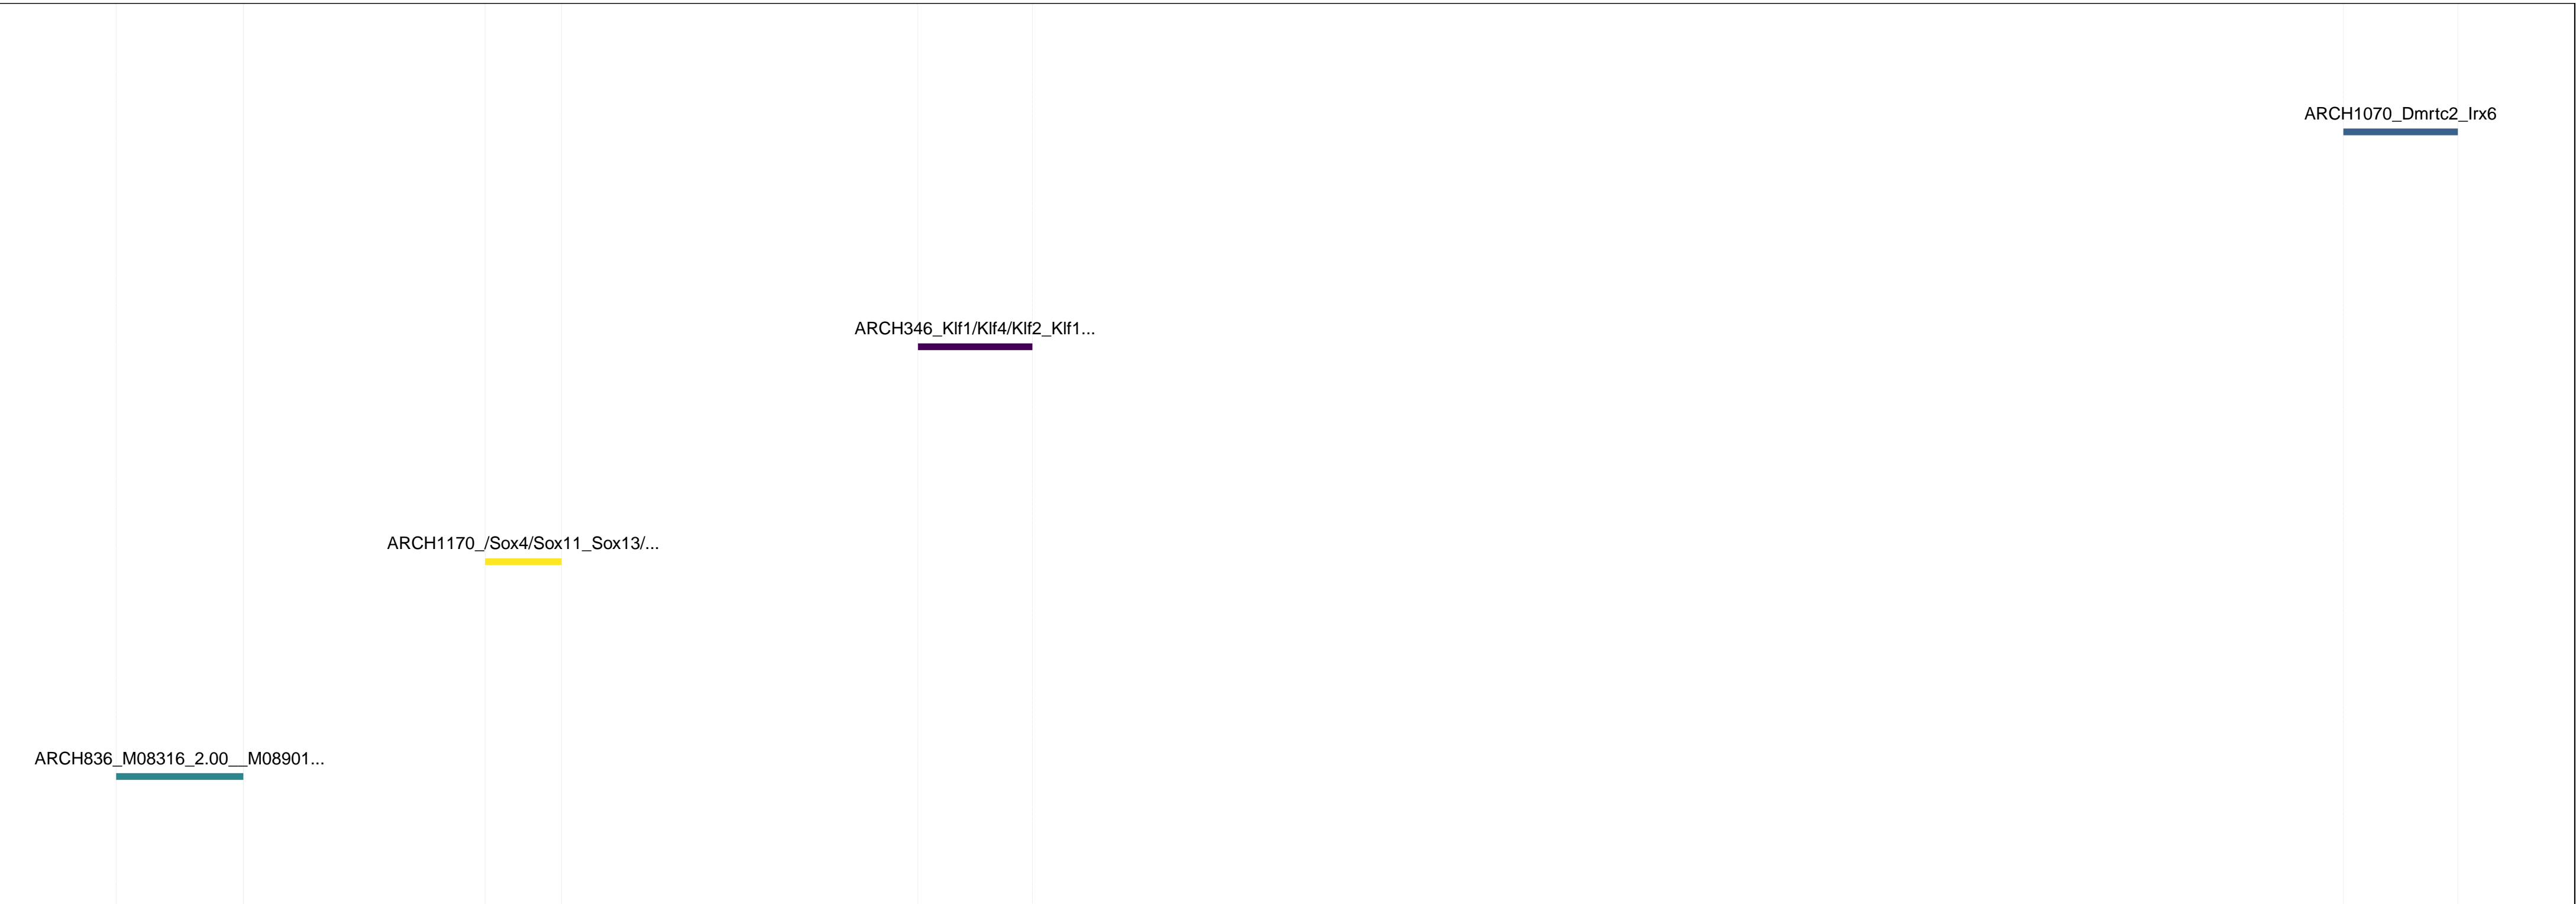 ARCH1070_Dmrtc2_Irx6
ARCH346_Klf1/Klf4/Klf2_Klf1...
ARCH1170_/Sox4/Sox11_Sox13/...
ARCH836_M08316_2.00__M08901...